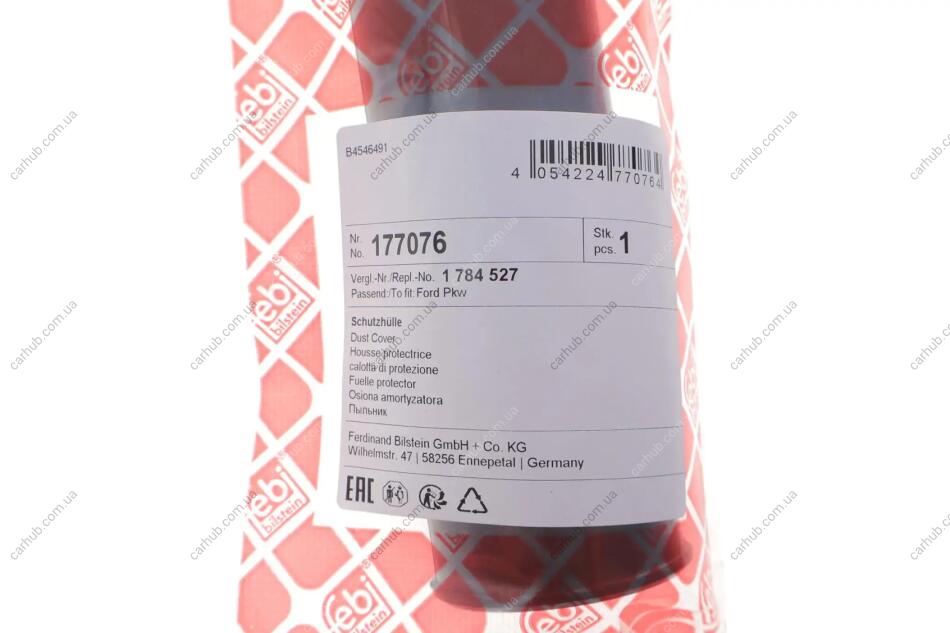 febi
bilstein
B4546491
4 054224 770764
Nr.
No. 177076
Stk.
pcs. 1
Vergl.-Nr./Repl.-No. 1 784 527
Passend:/To fit: Ford Pkw
Schutzhülle
Dust Cover
Housse protectrice
calotta di protezione
Fuelle protector
Osłona amortyzatora
Пыльник
Ferdinand Bilstein GmbH + Co. KG
Wilhelmstr. 47 | 58256 Ennepetal | Germany
EAC
carhub.com.ua